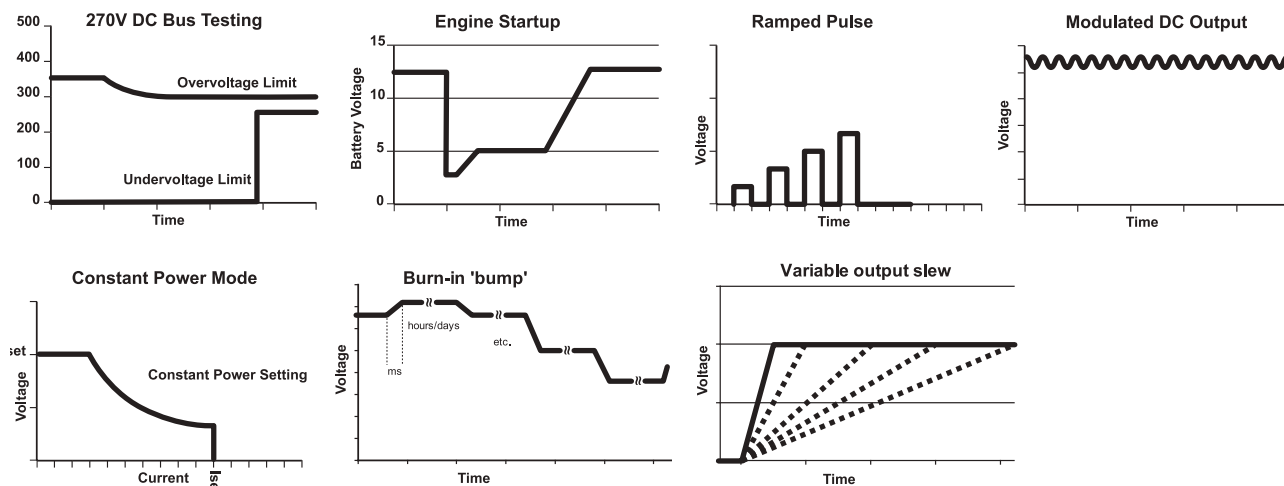 270V DC Bus Testing
500
400
300
200
100
0
Overvoltage Limit
Undervoltage Limit
Time
Engine Startup
Battery Voltage
15
10
5
0
Time
Ramped Pulse
Voltage
Time
Modulated DC Output
Voltage
Time
Constant Power Mode
set
Voltage
Constant Power Setting
Current
Burn-in 'bump'
Voltage
hours/days
ms
etc.
Time
Variable output slew
Voltage
Time